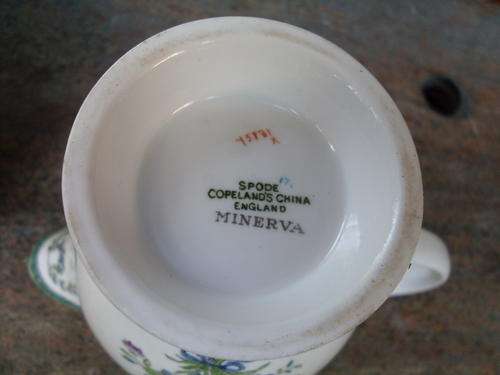 SPODE
COPELAND'S CHINA
ENGLAND
MINERVA